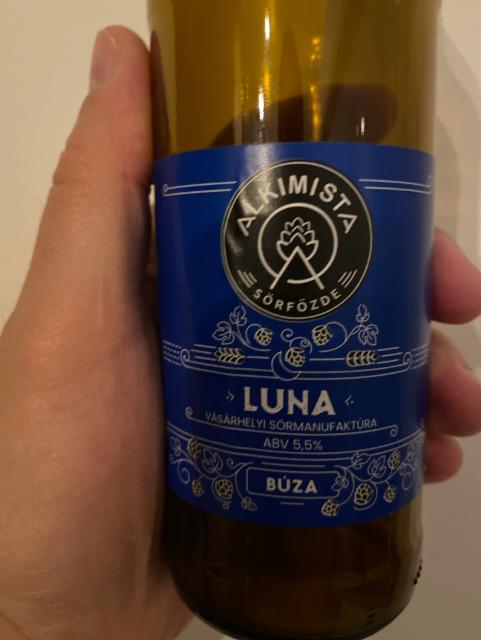 ALKIMISTA
SÖRFŐZDE
LUNA
VÁSÁRHELYI SÖRMANUFAKTÚRA
ABV 5,5%
BÚZA